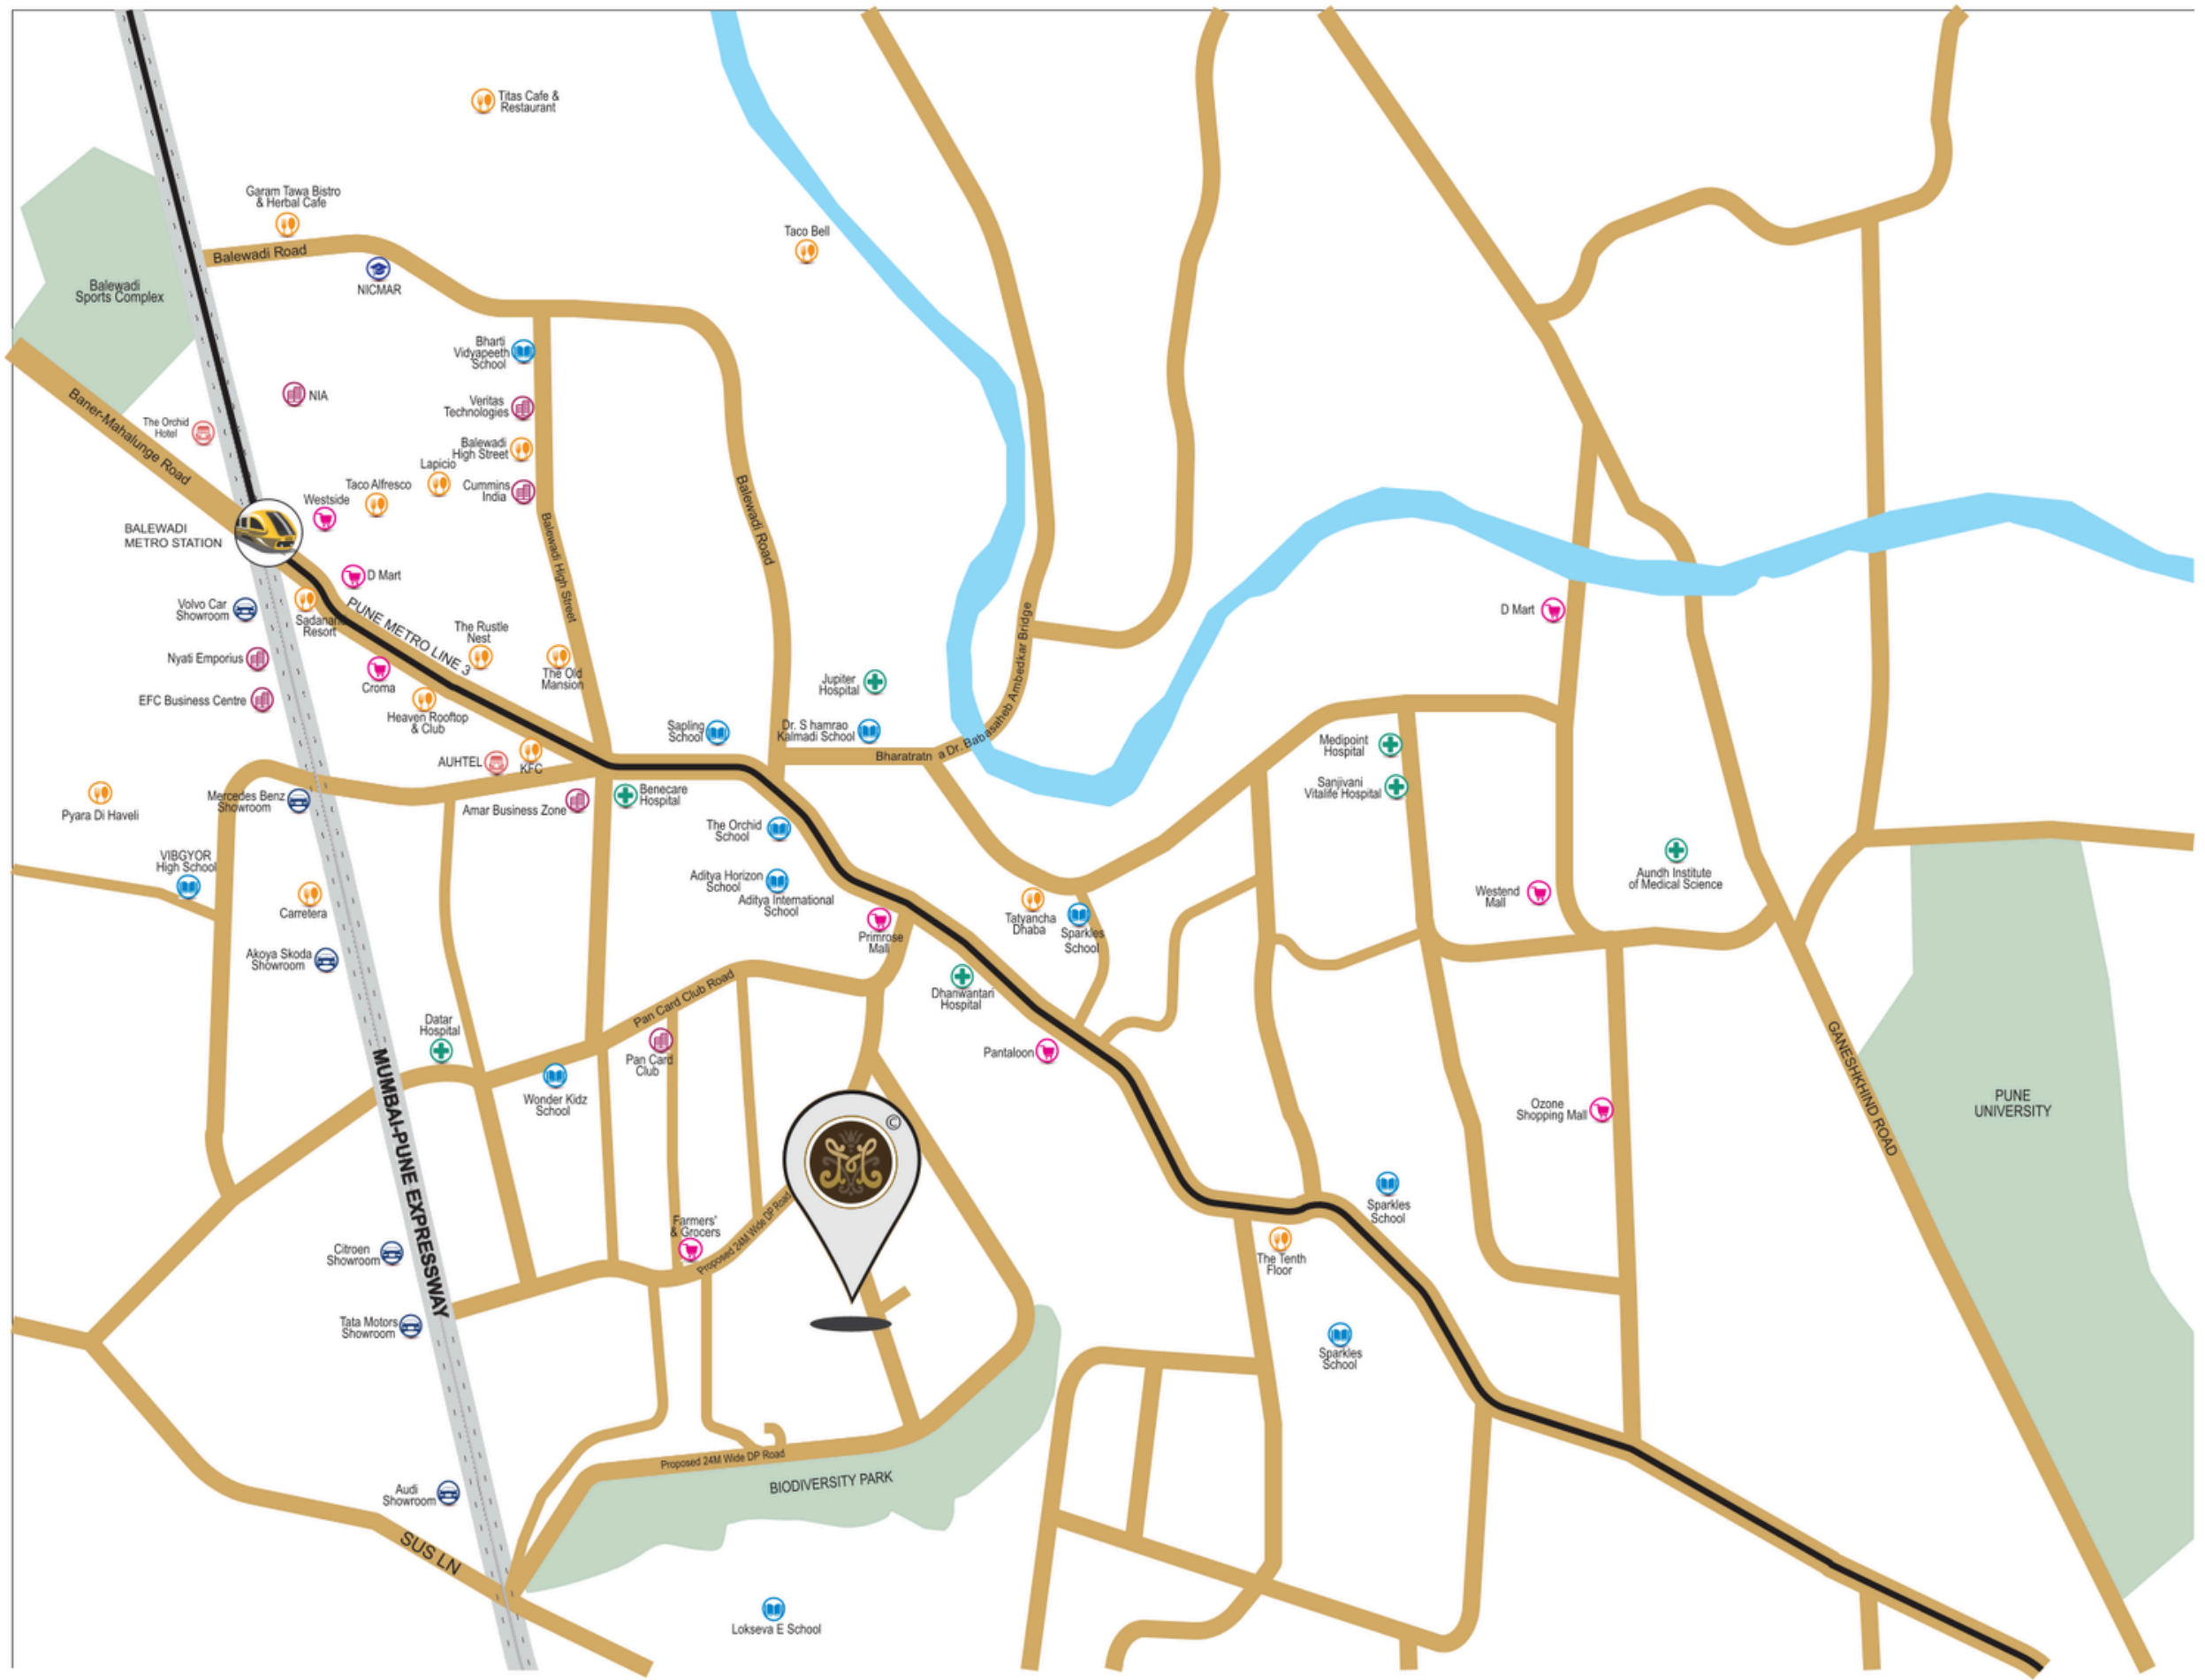 Titas Cafe &
Restaurant
Garam Tawa Bistro
& Herbal Cafe
Balewadi Road
NICMAR
Taco Bell
Balewadi
Sports Complex
Bharti
Vidyapeeth
School
NIA
Veritas
Technologies
Baner-Mahalunge Road
The Orchid
Hotel
Balewadi
High Street
Lapicio
Taco Alfresco
Cummins
India
Westside
Balewadi Road
Balewadi High Street
BALEWADI
METRO STATION
D Mart
Volvo Car
Showroom
Sadanand
Resort
PUNE METRO LINE 3
The Rustle
Nest
D Mart
Nyati Emporius
The Old
Mansion
Croma
EFC Business Centre
Heaven Rooftop
& Club
Jupiter
Hospital
Sapling
School
Dr. S hamrao
Kalmadi School
Bharatratn a Dr. Babasaheb Ambedkar Bridge
Medipoint
Hospital
AUHTEL
KFC
Sanjivani
Vitalife Hospital
Benecare
Hospital
Mercedes Benz
Showroom
Amar Business Zone
Pyara Di Haveli
The Orchid
School
VIBGYOR
High School
Aditya Horizon
School
Aditya International
School
Aundh Institute
of Medical Science
Westend
Mall
Carretera
Tatyancha
Dhaba
Sparkles
School
Primrose
Mall
Akoya Skoda
Showroom
Pan Card Club Road
Dhanwantari
Hospital
Datar
Hospital
Pan Card
Club
Pantaloon
GANESHKHIND ROAD
MUMBAI-PUNE EXPRESSWAY
Wonder Kidz
School
Ozone
Shopping Mall
PUNE
UNIVERSITY
©
Sparkles
School
Farmers'
& Grocers
Proposed 24M Wide DP Road
Citroen
Showroom
The Tenth
Floor
Tata Motors
Showroom
Sparkles
School
Proposed 24M Wide DP Road
BIODIVERSITY PARK
Audi
Showroom
SUS LN
Lokseva E School